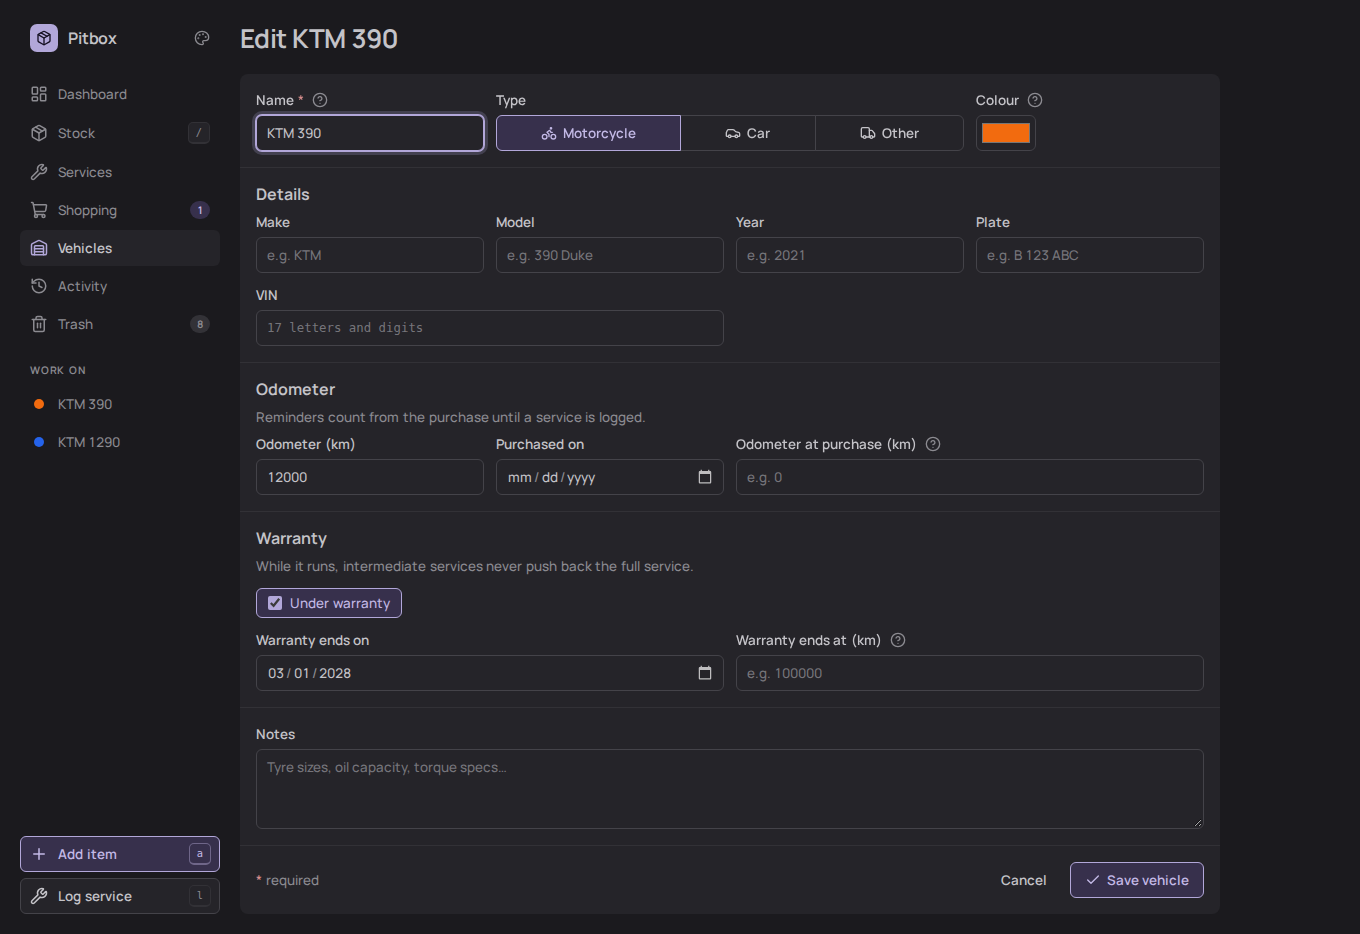 Pitbox
Edit KTM 390
Dashboard
Stock /
Services
Shopping 1
Vehicles
Activity
Trash 8
WORK ON
KTM 390
KTM 1290
Add item a
Log service l
Name * Type Colour
KTM 390 Motorcycle Car Other
Details
Make Model Year Plate
e.g. KTM e.g. 390 Duke e.g. 2021 e.g. B 123 ABC
VIN
17 letters and digits
Odometer
Reminders count from the purchase until a service is logged.
Odometer (km) Purchased on Odometer at purchase (km)
12000 mm/dd/yyyy e.g. 0
Warranty
While it runs, intermediate services never push back the full service.
Under warranty
Warranty ends on Warranty ends at (km)
03/01/2028 e.g. 100000
Notes
Tyre sizes, oil capacity, torque specs…
* required Cancel Save vehicle